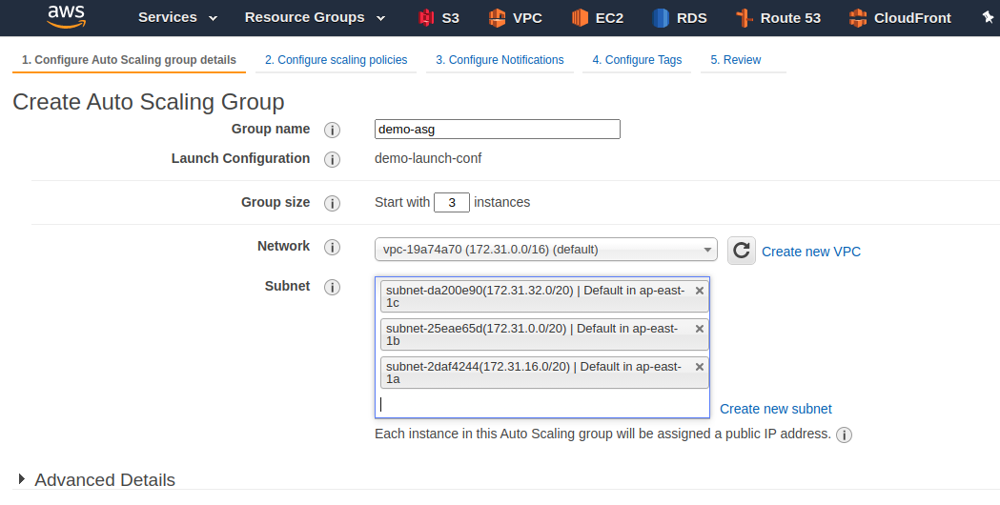 aws Services Resource Groups S3 VPC EC2 RDS Route 53 CloudFront
1. Configure Auto Scaling group details 2. Configure scaling policies 3. Configure Notifications 4. Configure Tags 5. Review
Create Auto Scaling Group
Group name i demo-asg
Launch Configuration i demo-launch-conf
Group size i Start with 3 instances
Network i vpc-19a74a70 (172.31.0.0/16) (default) Create new VPC
Subnet i
subnet-da200e90(172.31.32.0/20) | Default in ap-east- ×
1c
subnet-25eae65d(172.31.0.0/20) | Default in ap-east- ×
1b
subnet-2daf4244(172.31.16.0/20) | Default in ap-east- ×
1a
Create new subnet
Each instance in this Auto Scaling group will be assigned a public IP address. i
Advanced Details